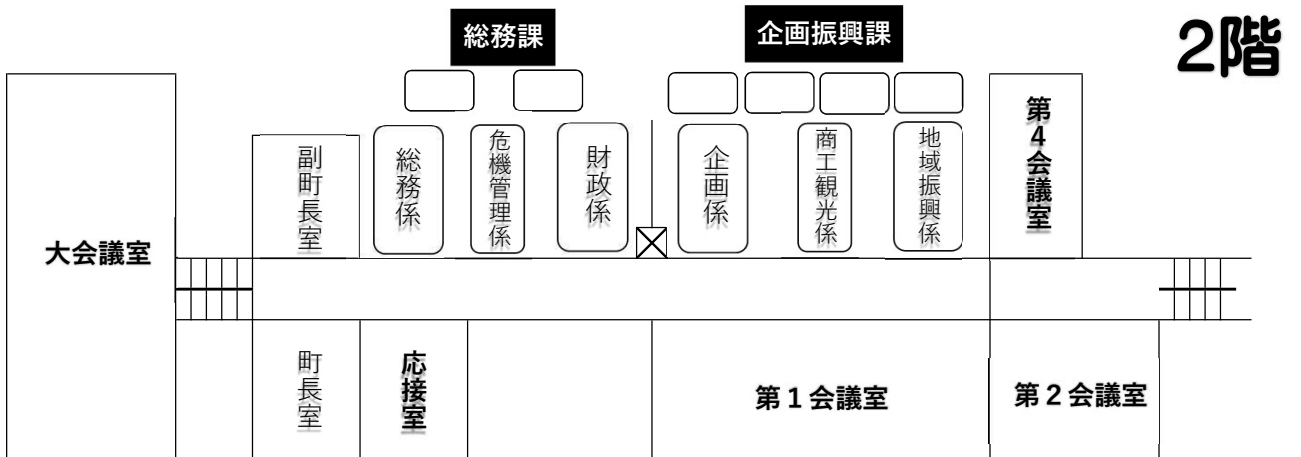 2階
総務課
企画振興課
大会議室
副町長室
総務係
危機管理係
財政係
企画係
商工観光係
地域振興係
第4会議室
町長室
応接室
第1会議室
第2会議室